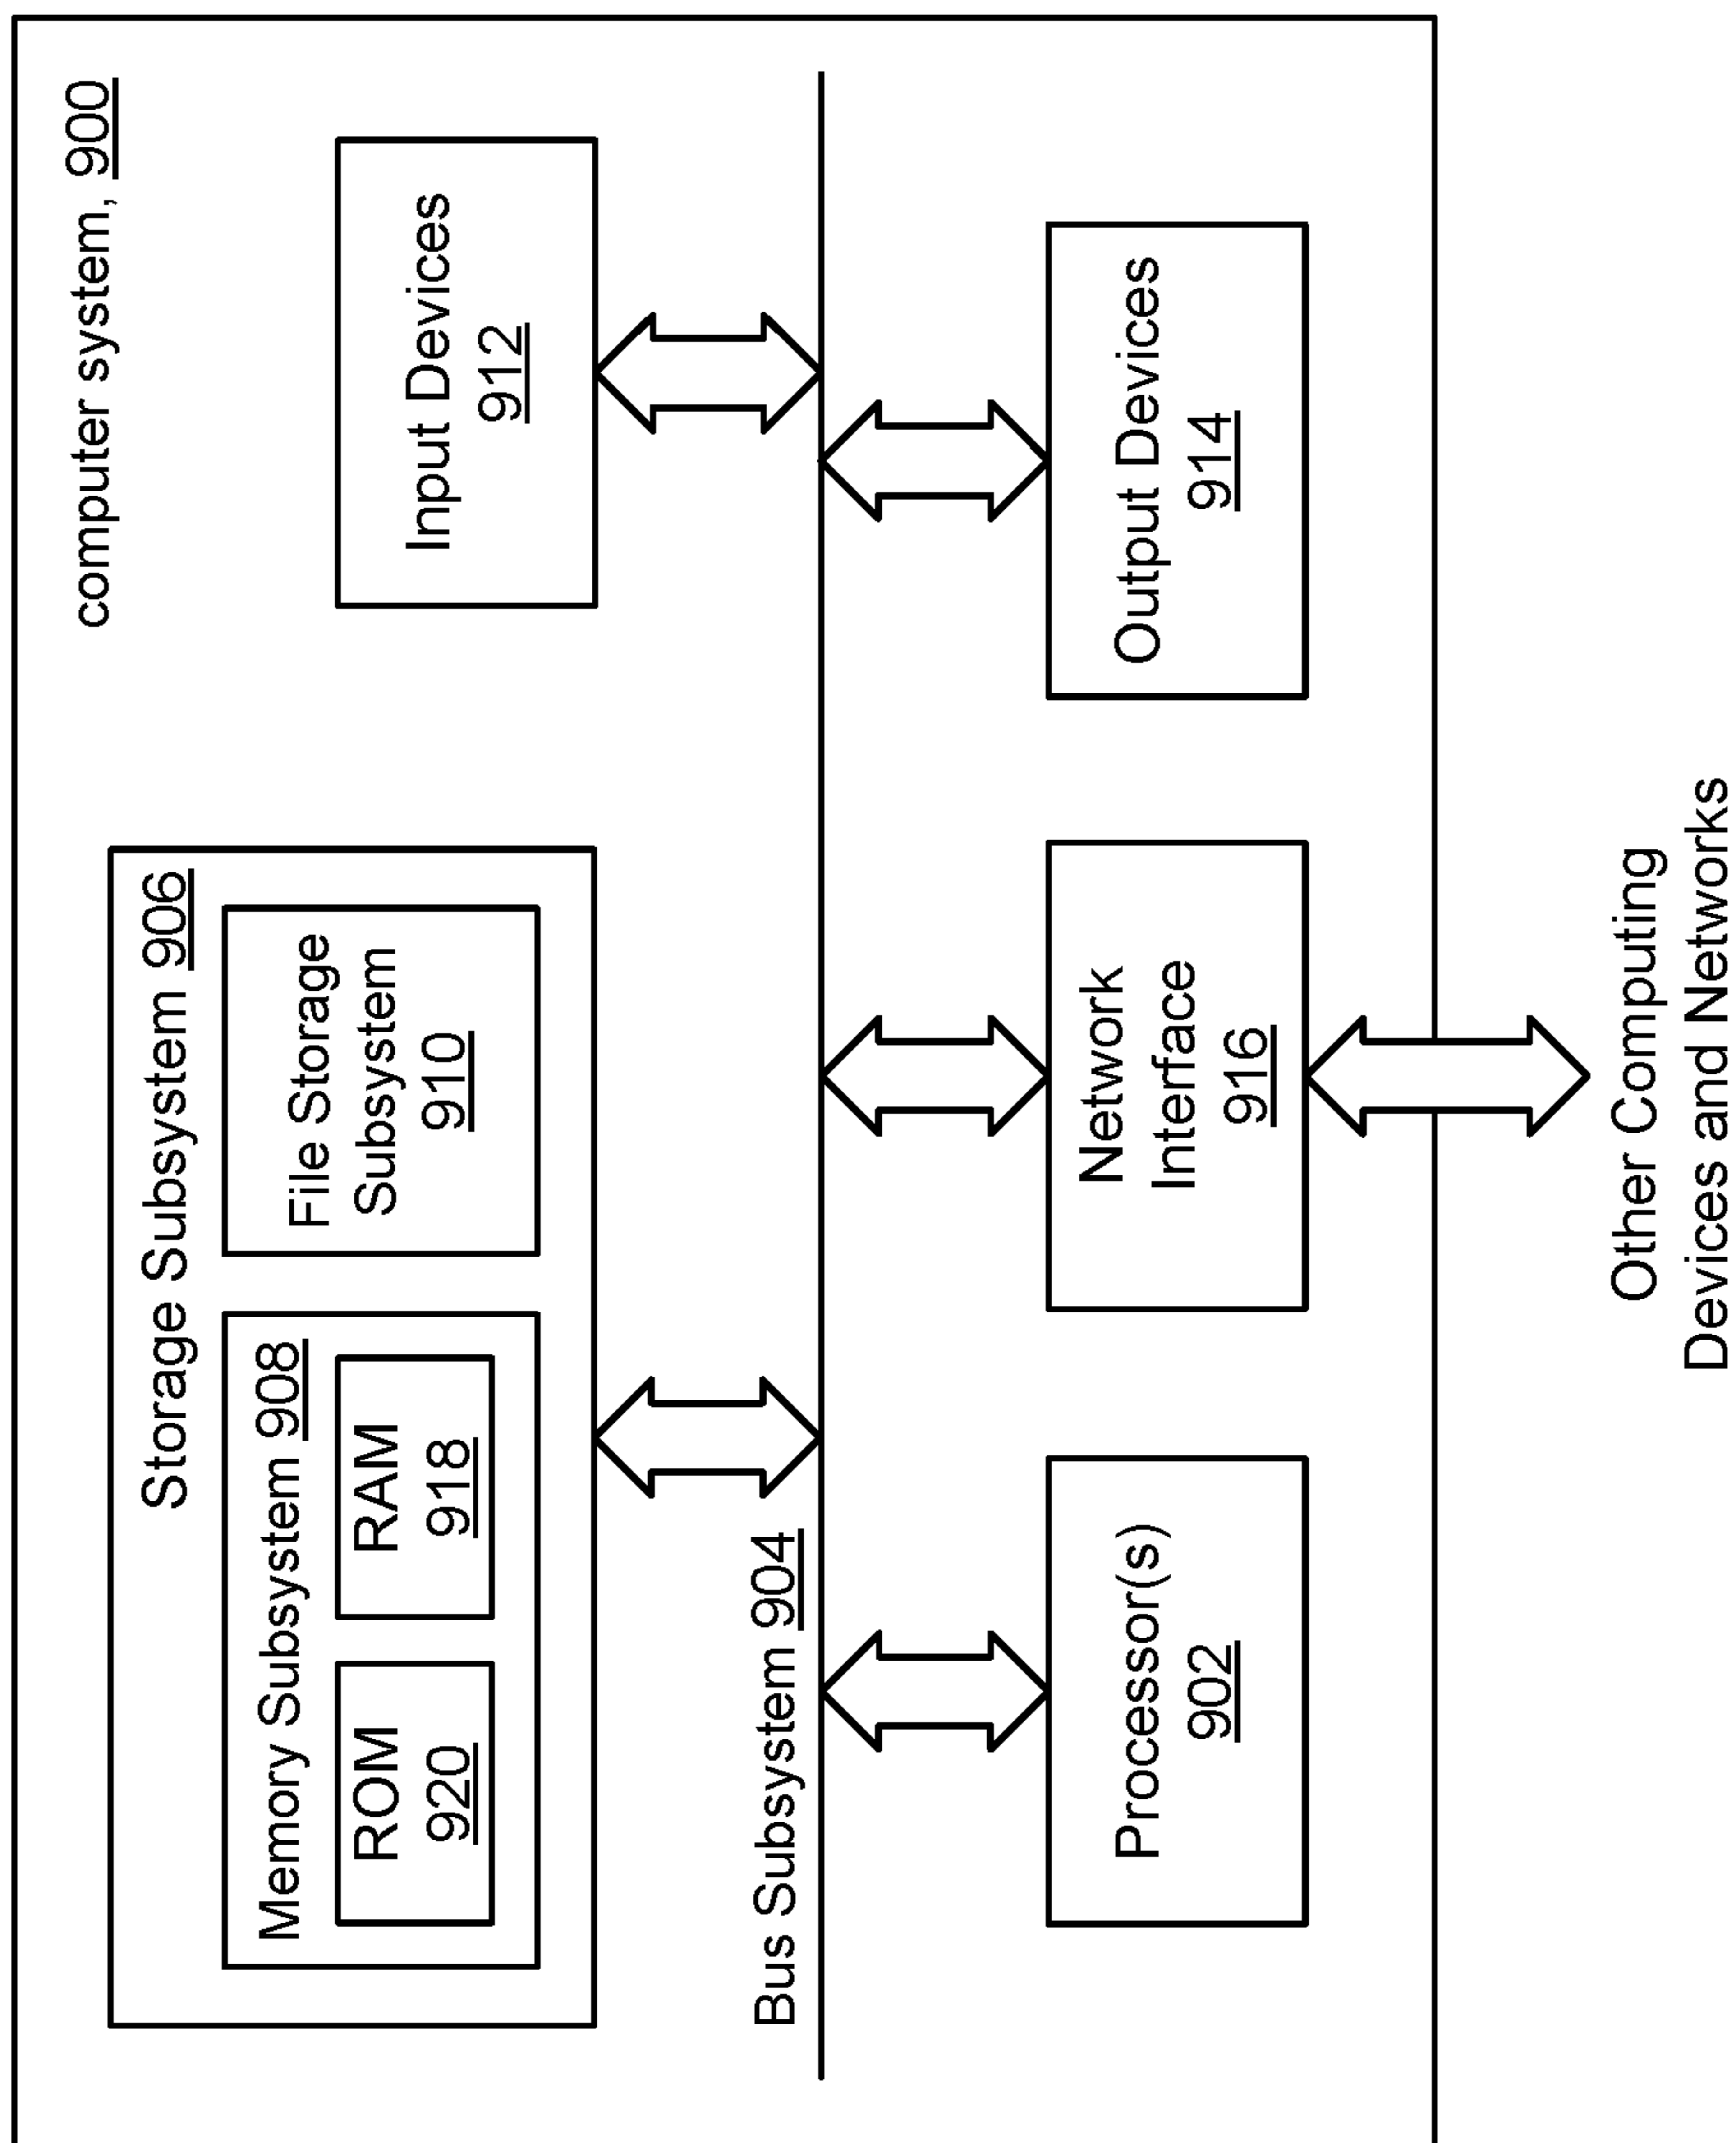 computer system, 900
Storage Subsystem 906
Memory Subsystem 908
ROM
920
RAM
918
File Storage
Subsystem
910
Input Devices
912
Bus Subsystem 904
Processor(s)
902
Network
Interface
916
Output Devices
914
Other Computing
Devices and Networks